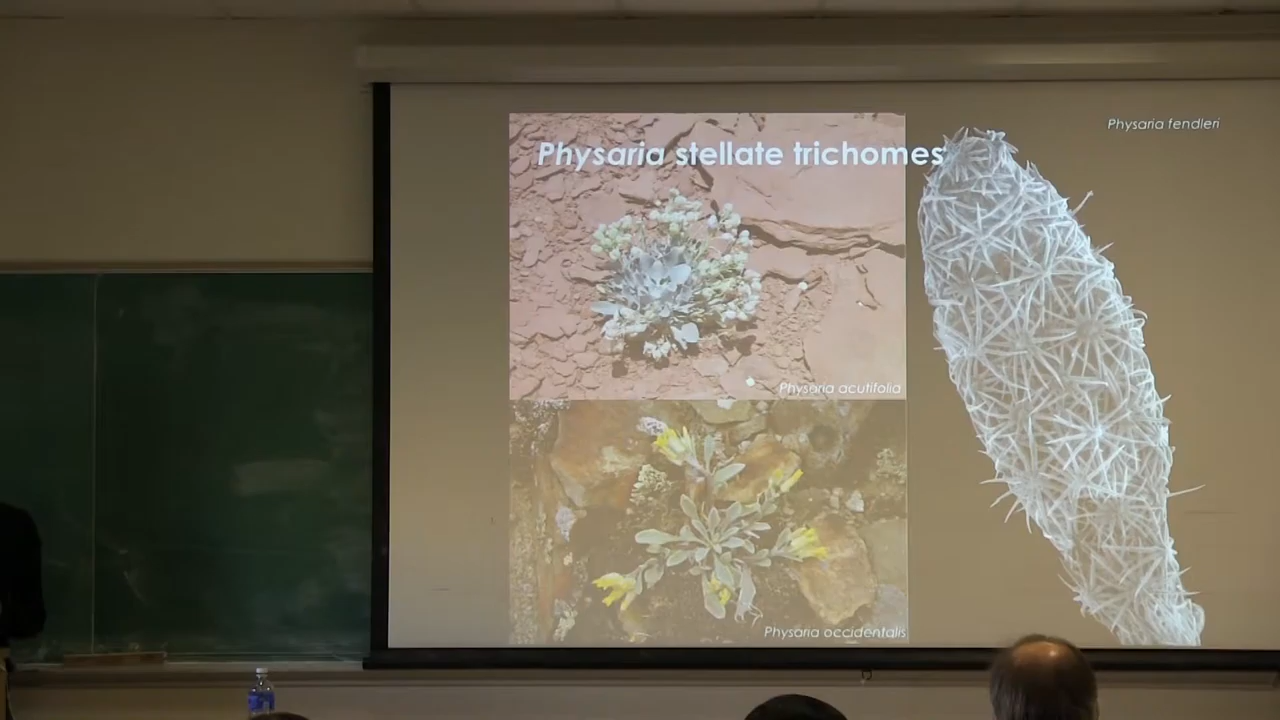 Physaria fendleri
Physaria stellate trichomes
Physaria acutifolia
Physaria occidentalis